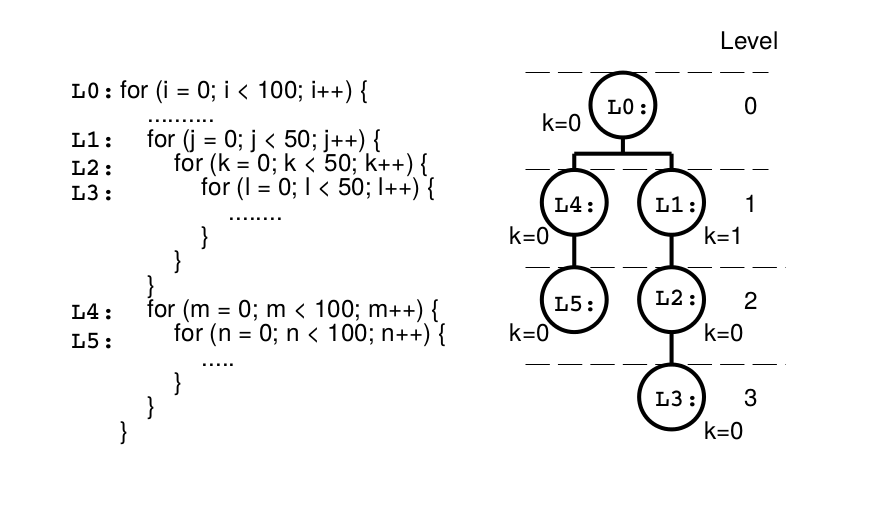 L0: for (i = 0; i < 100; i++) {
..........
L1: for (j = 0; j < 50; j++) {
L2: for (k = 0; k < 50; k++) {
L3: for (l = 0; l < 50; l++) {
........
}
}
}
L4: for (m = 0; m < 100; m++) {
L5: for (n = 0; n < 100; n++) {
.....
}
}
}
Level
L0:
k=0
0
L4:
L1:
1
k=0
k=1
L5:
L2:
2
k=0
k=0
L3:
3
k=0